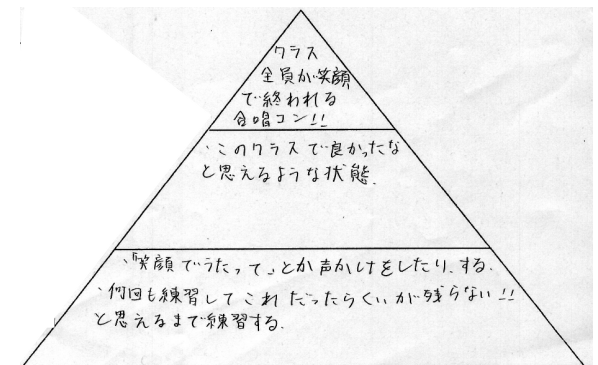 クラス
全員が笑顔
で終われる
合唱コン!!
・このクラスで良かったな
と思えるような状態.
・「笑顔でうたって」とか声かけをしたり、する.
・何回も練習してこれだったらくいが残らない!!
と思えるまで練習する.